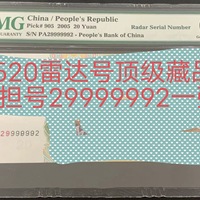 MG
China / People's Republic
Pick# 903 2005 20 Yuan
Radar Serial Number
S/N PA29999992 - People's Bank of China
520雷达号顶级藏品
担号29999992一
29999992